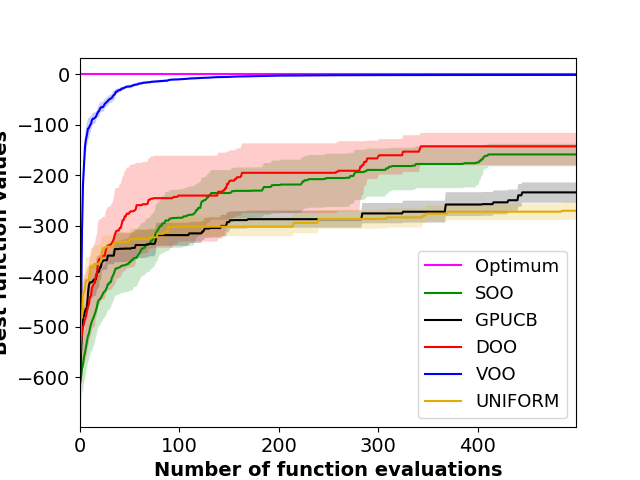 0
−100
−200
−300
−400
−500
−600
0 100 200 300 400
Number of function evaluations
Best function values
Optimum
SOO
GPUCB
DOO
VOO
UNIFORM